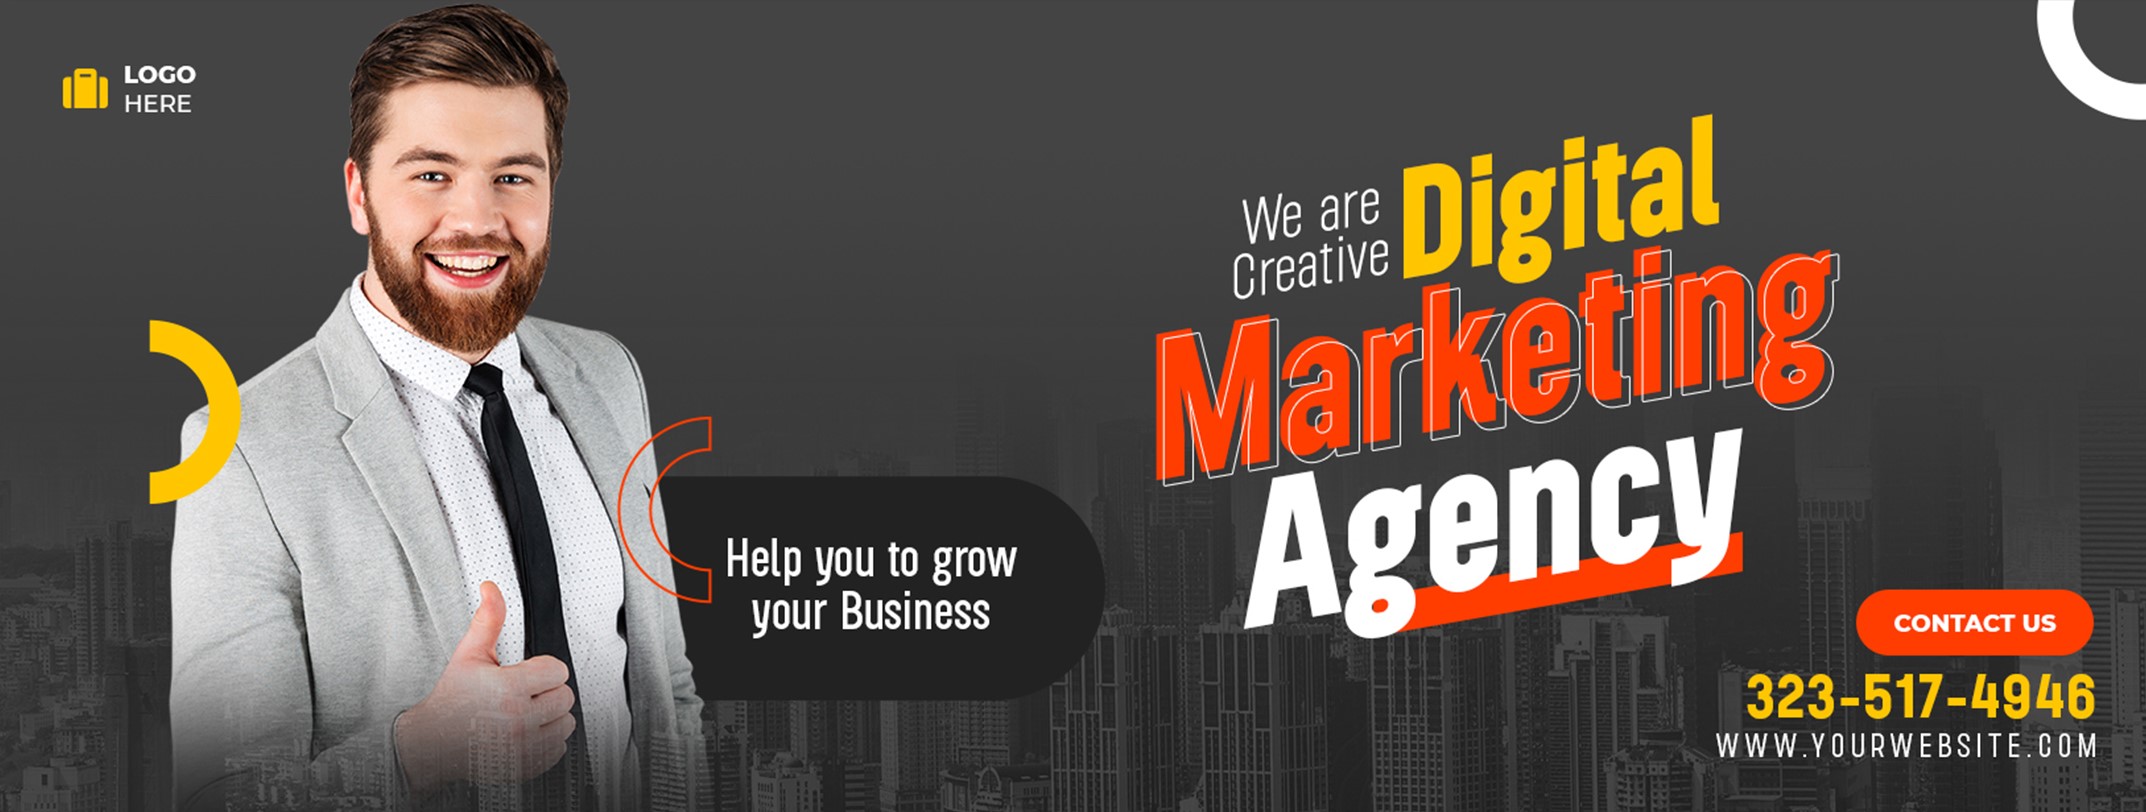 LOGO
HERE
We are
Creative
Digital
Marketing
Agency
Help you to grow
your Business
CONTACT US
323-517-4946
WWW.YOURWEBSITE.COM